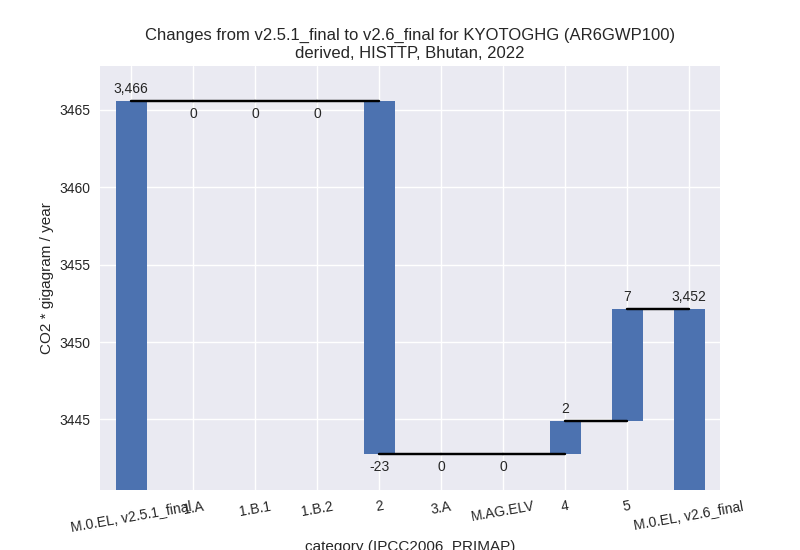 Changes from v2.5.1_final to v2.6_final for KYOTOGHG (AR6GWP100)
derived, HISTTP, Bhutan, 2022
CO2 * gigagram / year
3465
3460
3455
3450
3445
3,466
0
0
0
-23
0
0
2
7
3,452
M.0.EL, v2.5.1_final
1.A
1.B.1
1.B.2
2
3.A
M.AG.ELV
4
5
M.0.EL, v2.6_final
category (IPCC2006_PRIMAP)